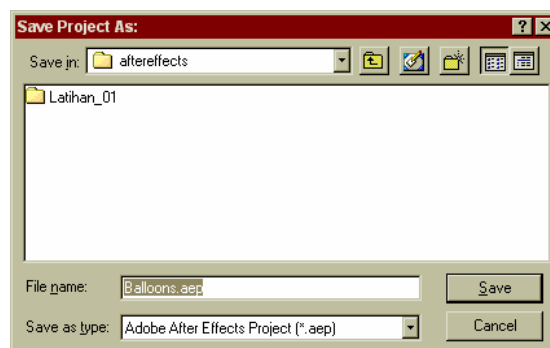 Save Project As:
Save in: aftereffects
Latihan_01
File name: Balloons.aep Save
Save as type: Adobe After Effects Project (*.aep) Cancel